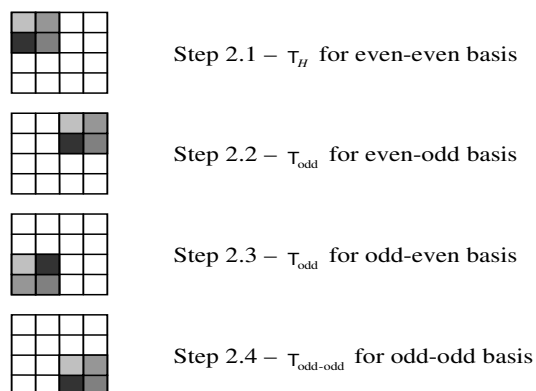 Step 2.1 – T_H for even-even basis
Step 2.2 – T_odd for even-odd basis
Step 2.3 – T_odd for odd-even basis
Step 2.4 – T_odd-odd for odd-odd basis